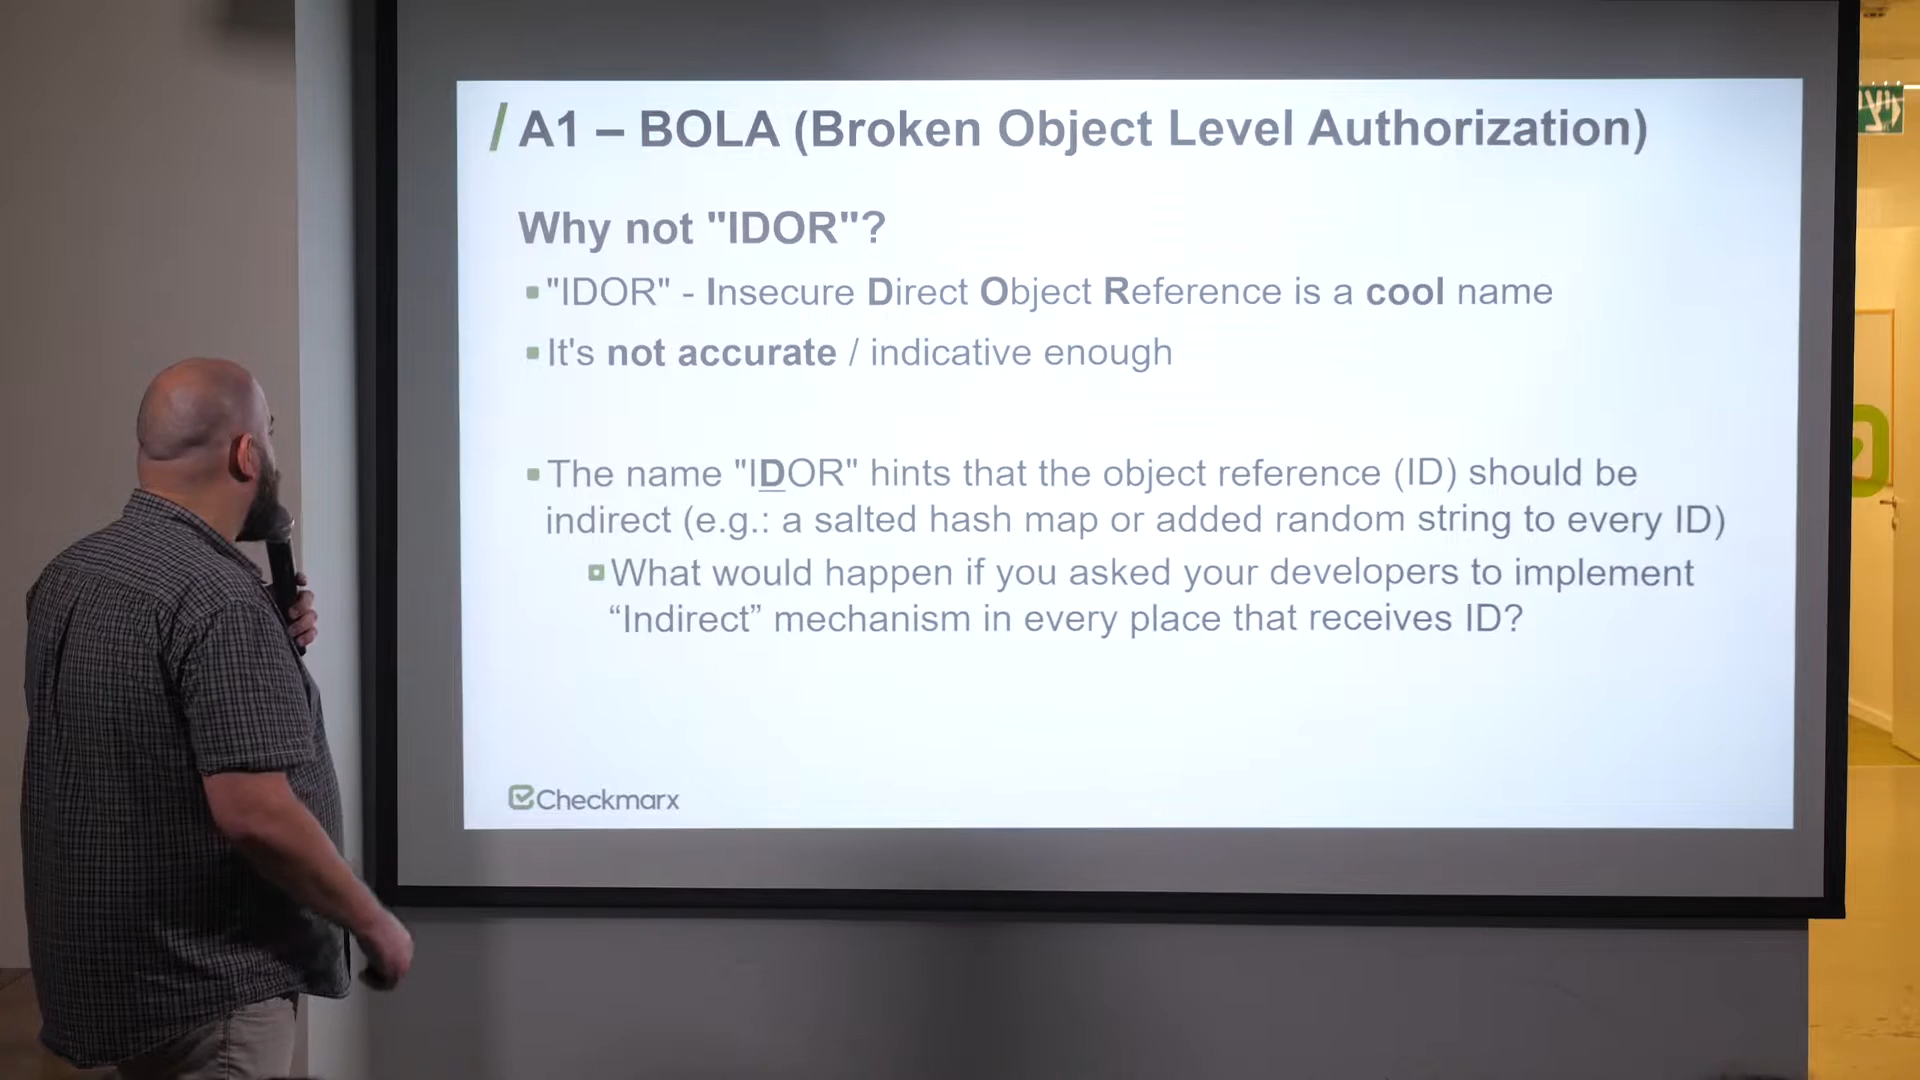 A1 – BOLA (Broken Object Level Authorization)
Why not "IDOR"?
"IDOR" - Insecure Direct Object Reference is a cool name
It's not accurate / indicative enough
The name "IDOR" hints that the object reference (ID) should be
indirect (e.g.: a salted hash map or added random string to every ID)
What would happen if you asked your developers to implement
“Indirect” mechanism in every place that receives ID?
Checkmarx